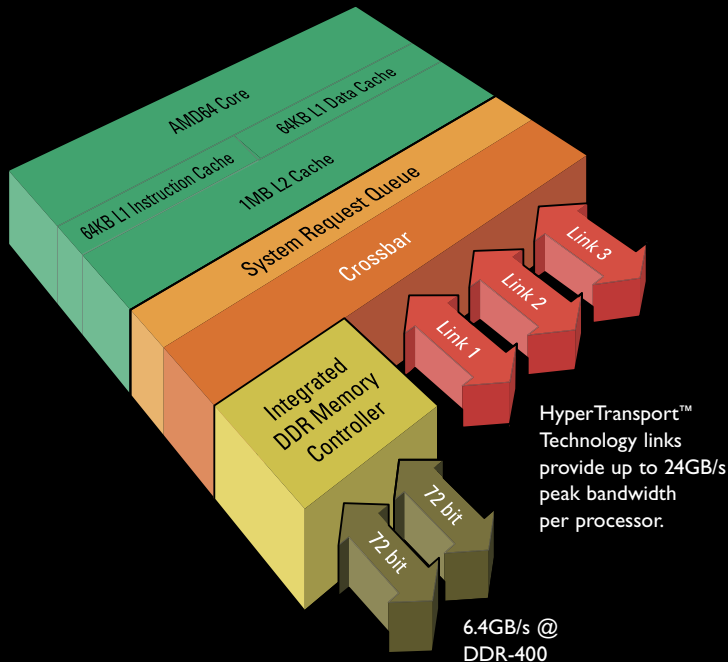 AMD64 Core
64KB L1 Instruction Cache
64KB L1 Data Cache
1MB L2 Cache
System Request Queue
Crossbar
Link 1
Link 2
Link 3
Integrated
DDR Memory
Controller
72 bit
72 bit
HyperTransport™
Technology links
provide up to 24GB/s
peak bandwidth
per processor.
6.4GB/s @
DDR-400